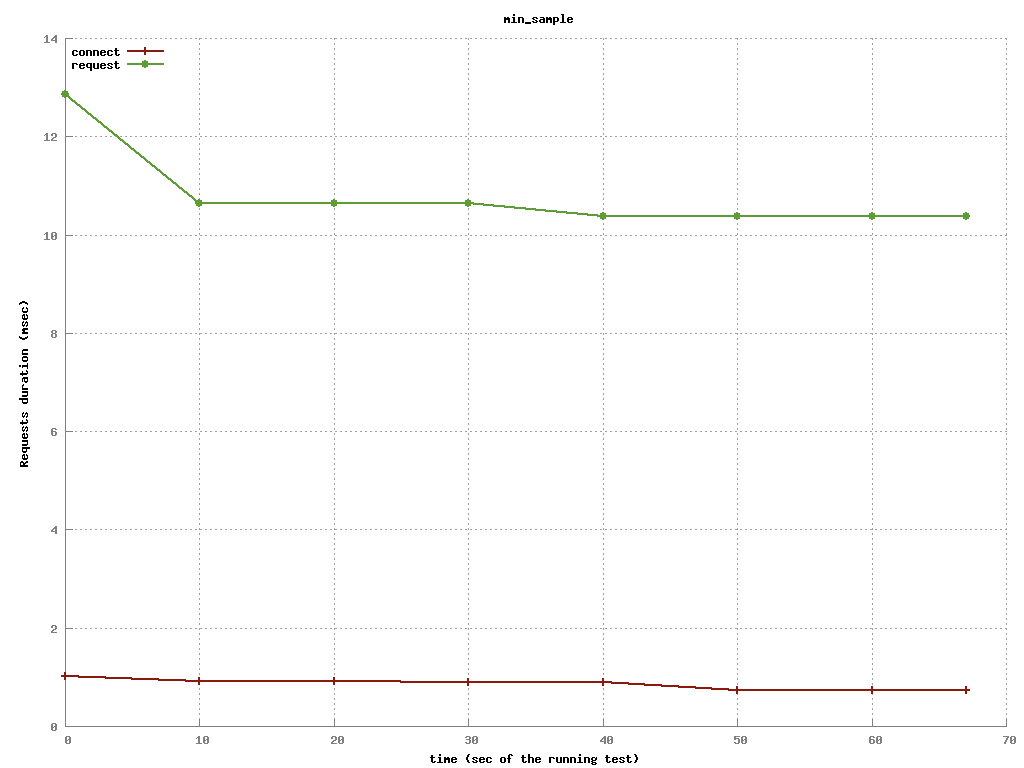 min_sample
14
connect
request
12
10
8
Requests duration (msec)
6
4
2
0
0 10 20 30 40 50 60 70
time (sec of the running test)